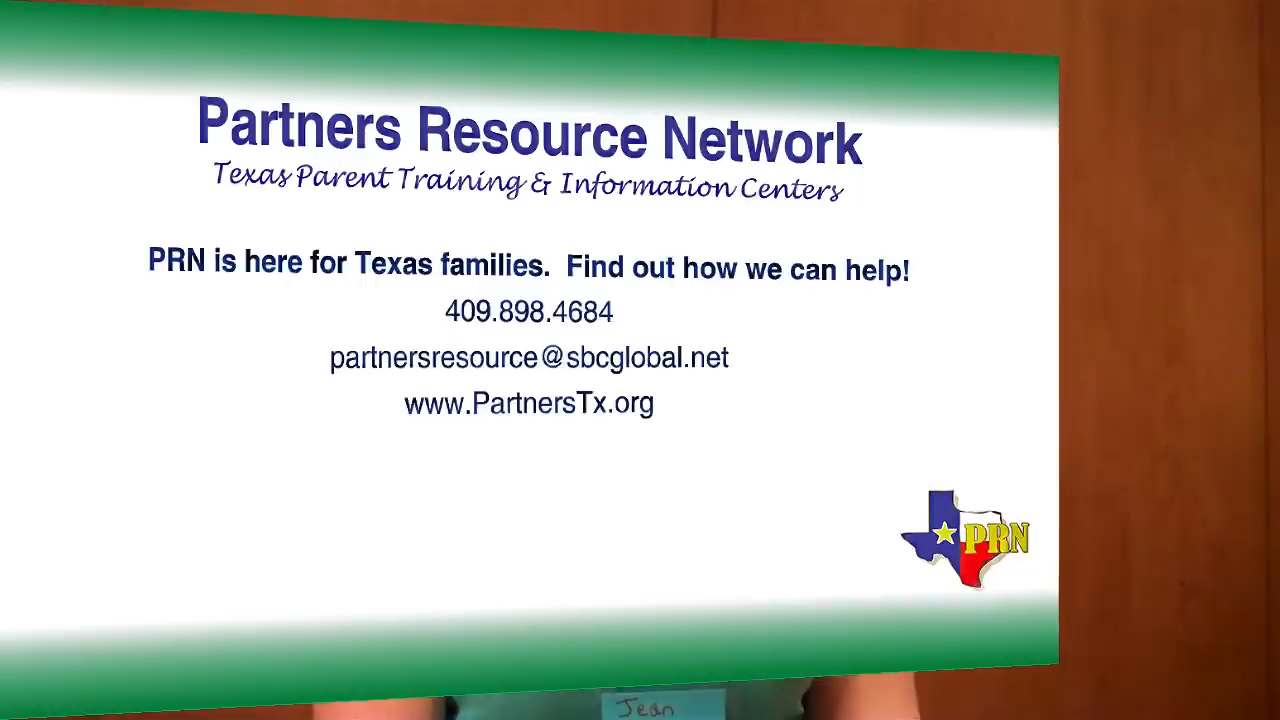 Partners Resource Network
Texas Parent Training & Information Centers
PRN is here for Texas families.  Find out how we can help!
409.898.4684
partnersresource@sbcglobal.net
www.PartnersTx.org
PRN
Jean